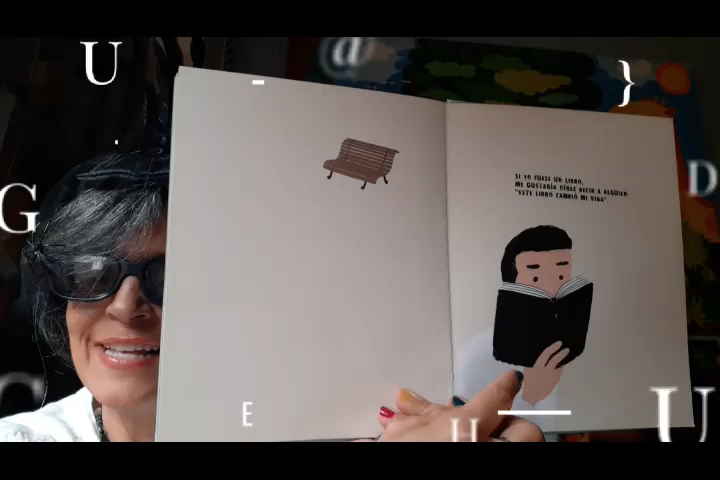 U
@
-
}
.
G
D
SI YO FUESE UN LIBRO,
ME GUSTARÍA OÍRLE DECIR A ALGUIEN:
"ESTE LIBRO CAMBIÓ MI VIDA".
E
H
U